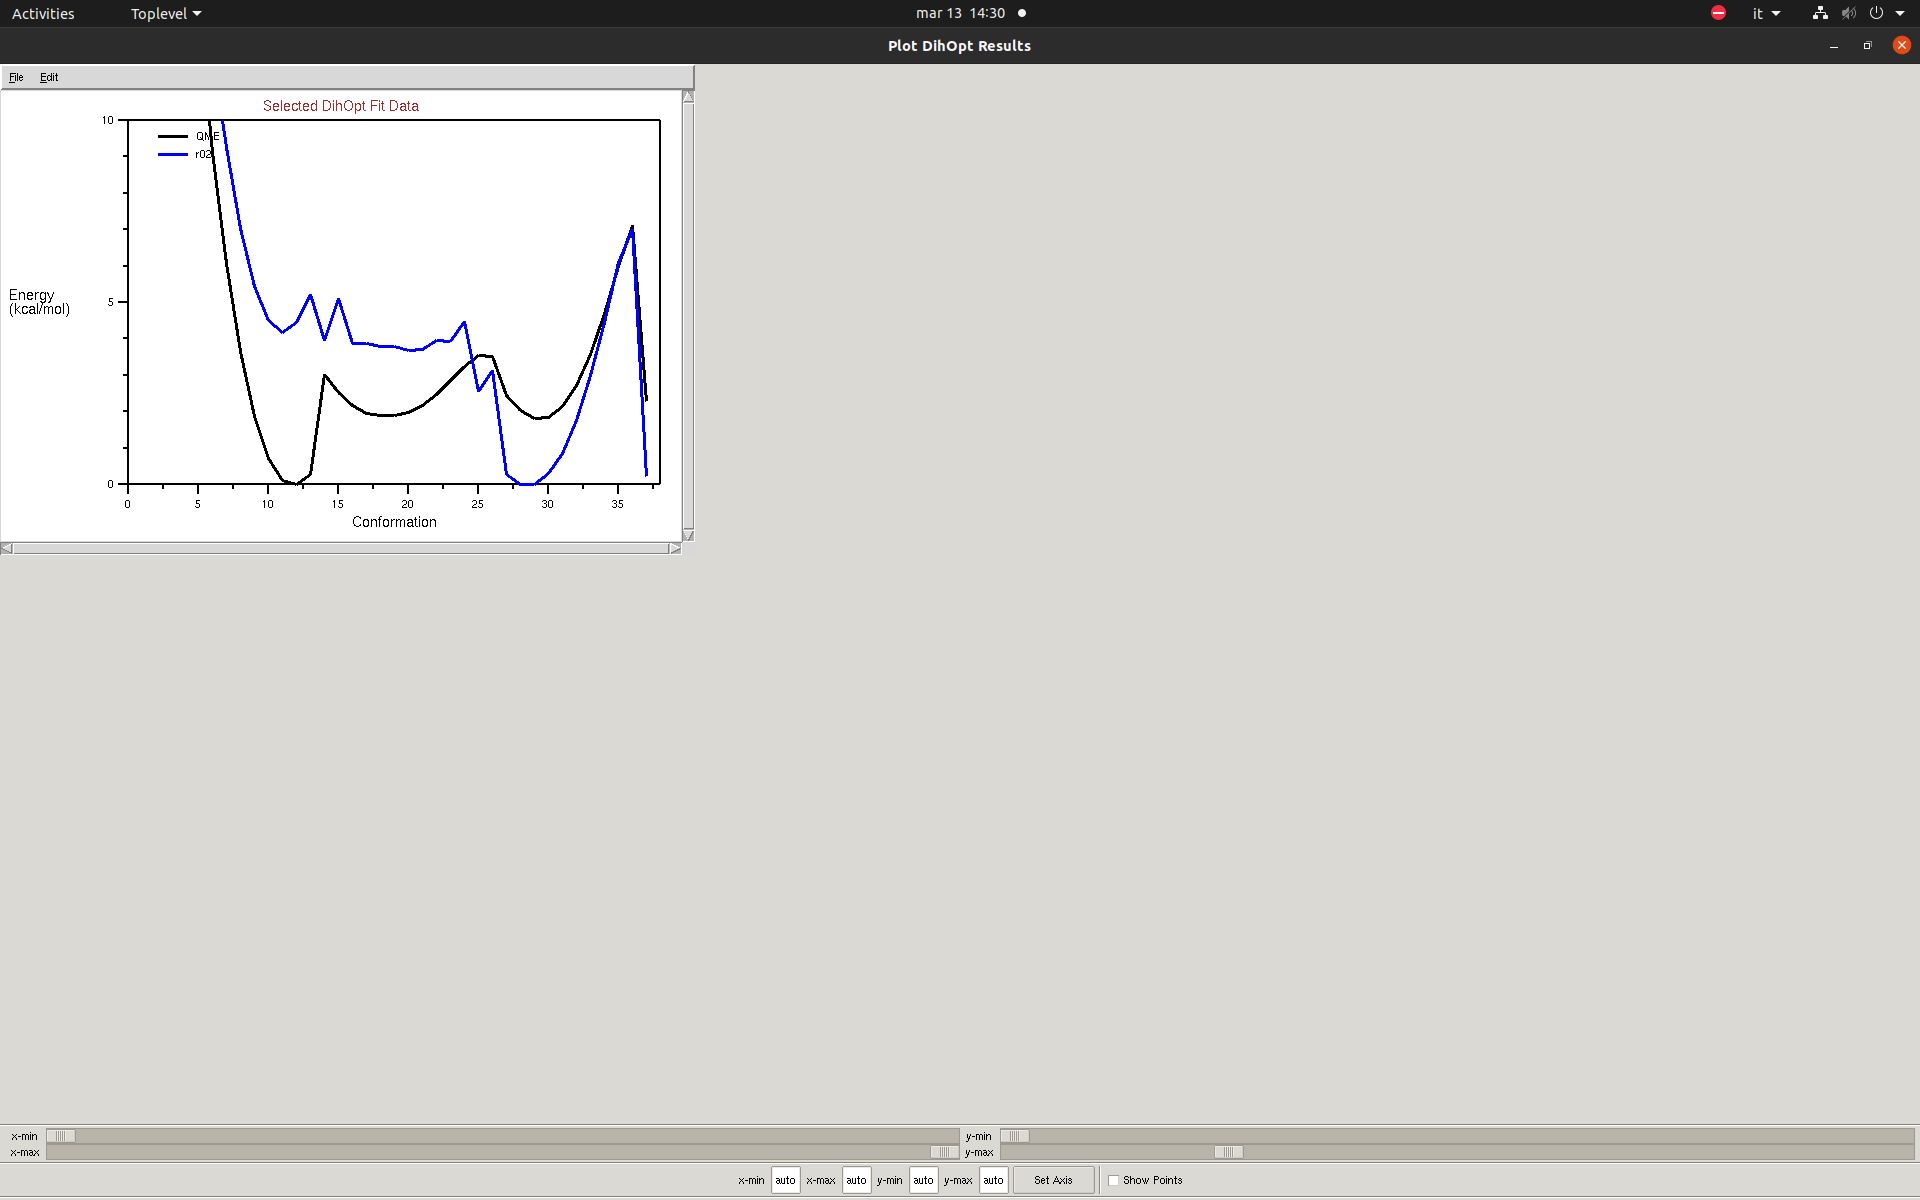 Activities Toplevel mar 13 14:30 it
Plot DihOpt Results
File Edit
Selected DihOpt Fit Data
10
QME
r02
Energy
(kcal/mol)
5
0
0 5 10 15 20 25 30 35
Conformation
x-min y-min
x-max y-max
x-min auto x-max auto y-min auto y-max auto Set Axis Show Points